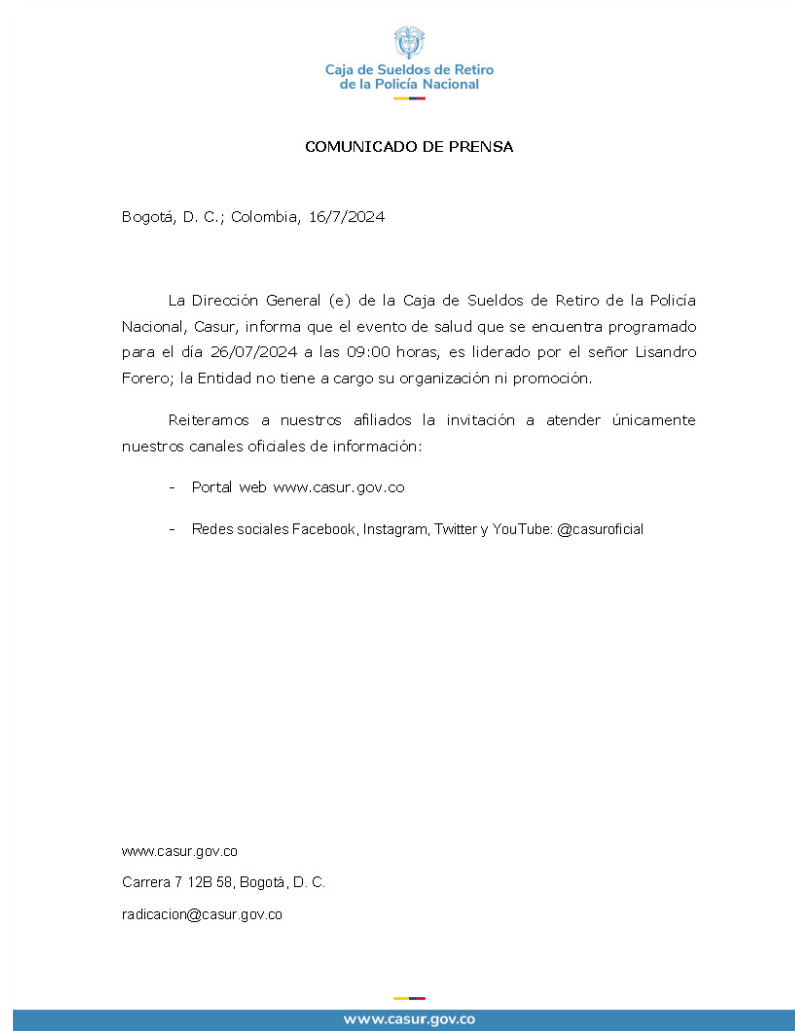 Caja de Sueldos de Retiro
de la Policía Nacional
COMUNICADO DE PRENSA
Bogotá, D. C.; Colombia, 16/7/2024
La Dirección General (e) de la Caja de Sueldos de Retiro de la Policía
Nacional, Casur, informa que el evento de salud que se encuentra programado
para el día 26/07/2024 a las 09:00 horas, es liderado por el señor Lisandro
Forero; la Entidad no tiene a cargo su organización ni promoción.
Reiteramos a nuestros afiliados la invitación a atender únicamente
nuestros canales oficiales de información:
- Portal web www.casur.gov.co
- Redes sociales Facebook, Instagram, Twitter y YouTube: @casuroficial
www.casur.gov.co
Carrera 7 12B 58, Bogotá, D. C.
radicacion@casur.gov.co
www.casur.gov.co